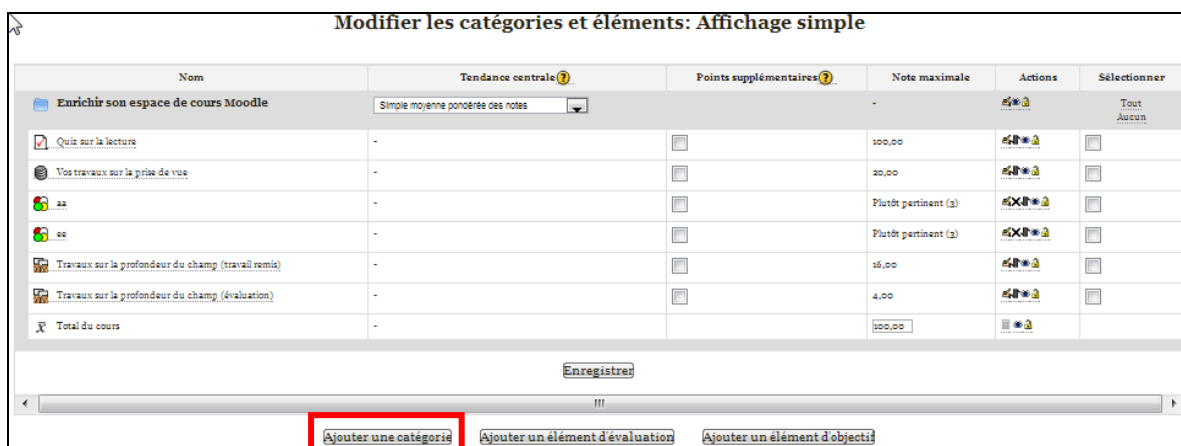 Modifier les catégories et éléments: Affichage simple
Nom Tendance centrale? Points supplémentaires? Note maximale Actions Sélectionner
Enrichir son espace de cours Moodle Simple moyenne pondérée des notes - Tout
Aucun
Quiz sur la lecture - 100,00
Vos travaux sur la prise de vue - 20,00
aa - Plutôt pertinent (3)
ee - Plutôt pertinent (3)
Travaux sur la profondeur du champ (travail remis) - 16,00
Travaux sur la profondeur du champ (évaluation) - 4,00
x̅ Total du cours - 100,00
Enregistrer
Ajouter une catégorie Ajouter un élément d'évaluation Ajouter un élément d'objectif